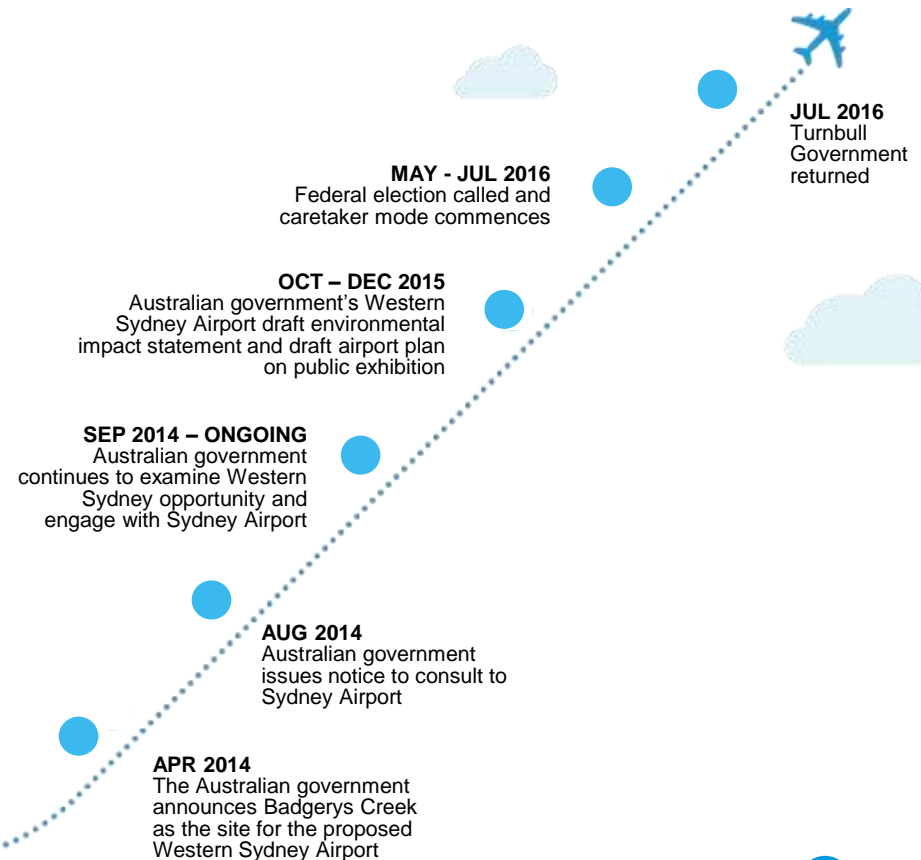 JUL 2016
Turnbull
Government
returned
MAY - JUL 2016
Federal election called and
caretaker mode commences
OCT – DEC 2015
Australian government's Western
Sydney Airport draft environmental
impact statement and draft airport plan
on public exhibition
SEP 2014 – ONGOING
Australian government
continues to examine Western
Sydney opportunity and
engage with Sydney Airport
AUG 2014
Australian government
issues notice to consult to
Sydney Airport
APR 2014
The Australian government
announces Badgerys Creek
as the site for the proposed
Western Sydney Airport